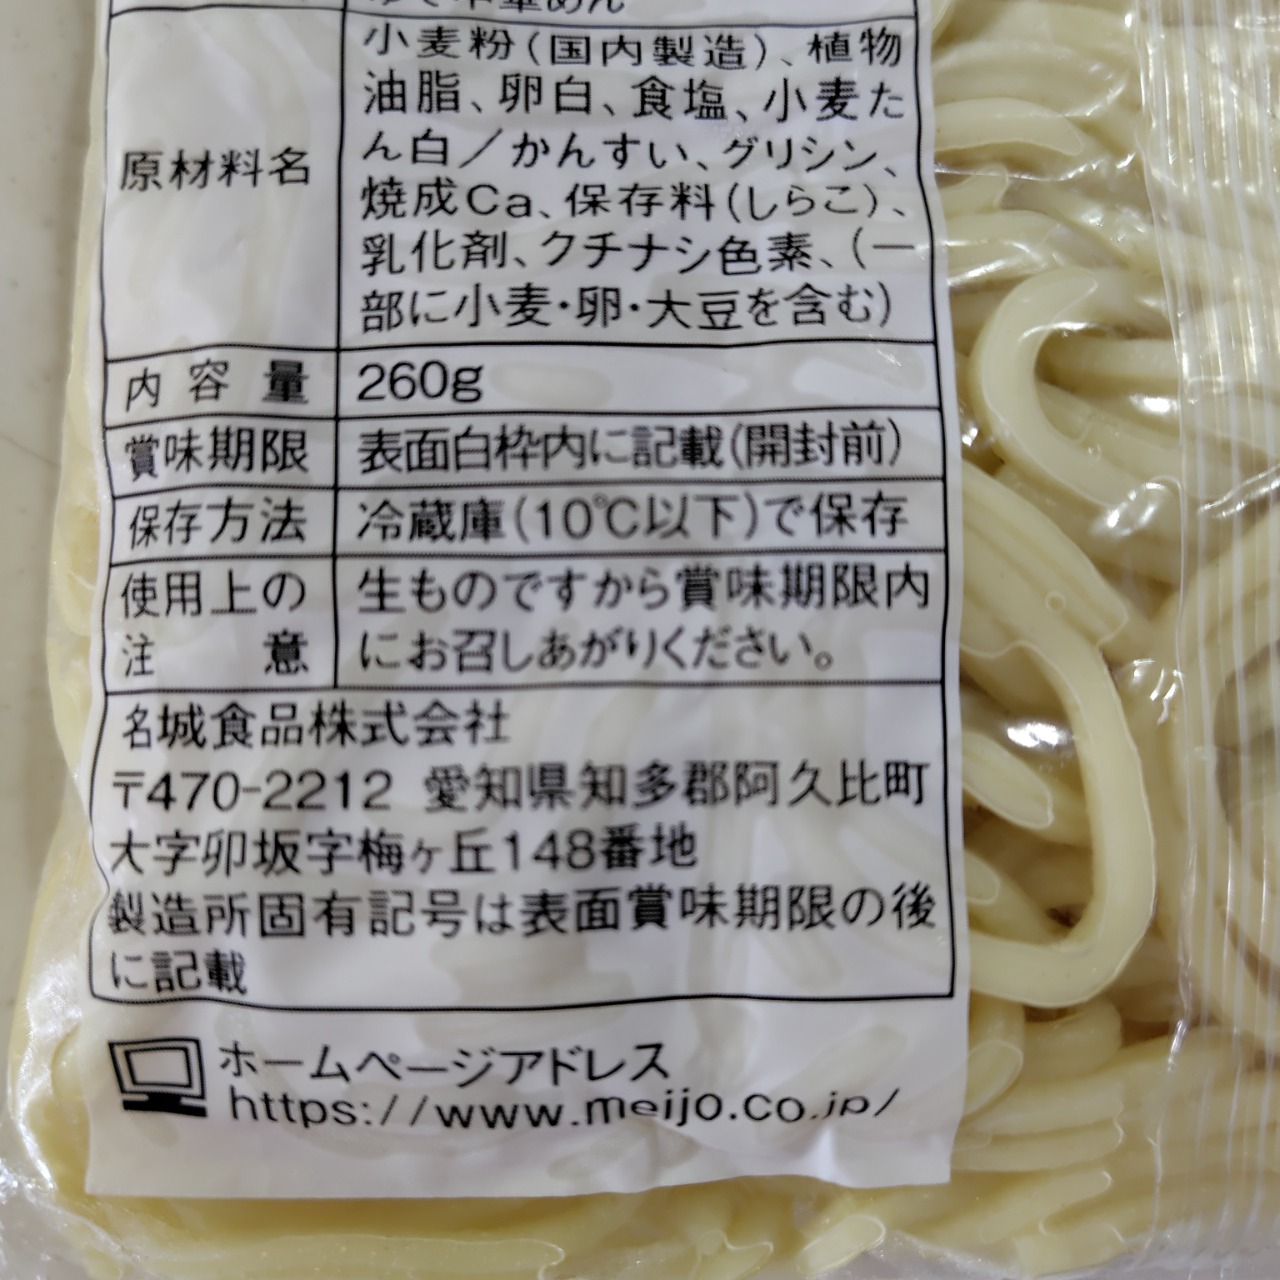 ゆで中華めん
原材料名
小麦粉(国内製造)、植物
油脂、卵白、食塩、小麦た
ん白／かんすい、グリシン、
焼成Ca、保存料(しらこ)、
乳化剤、クチナシ色素、(一
部に小麦・卵・大豆を含む)
内容量 260g
賞味期限 表面白枠内に記載(開封前)
保存方法 冷蔵庫(10℃以下)で保存
使用上の 生ものですから賞味期限内
注意 にお召しあがりください。
名城食品株式会社
〒470-2212 愛知県知多郡阿久比町
大字卯坂字梅ヶ丘148番地
製造所固有記号は表面賞味期限の後
に記載
ホームページアドレス
https://www.meijo.co.jp/